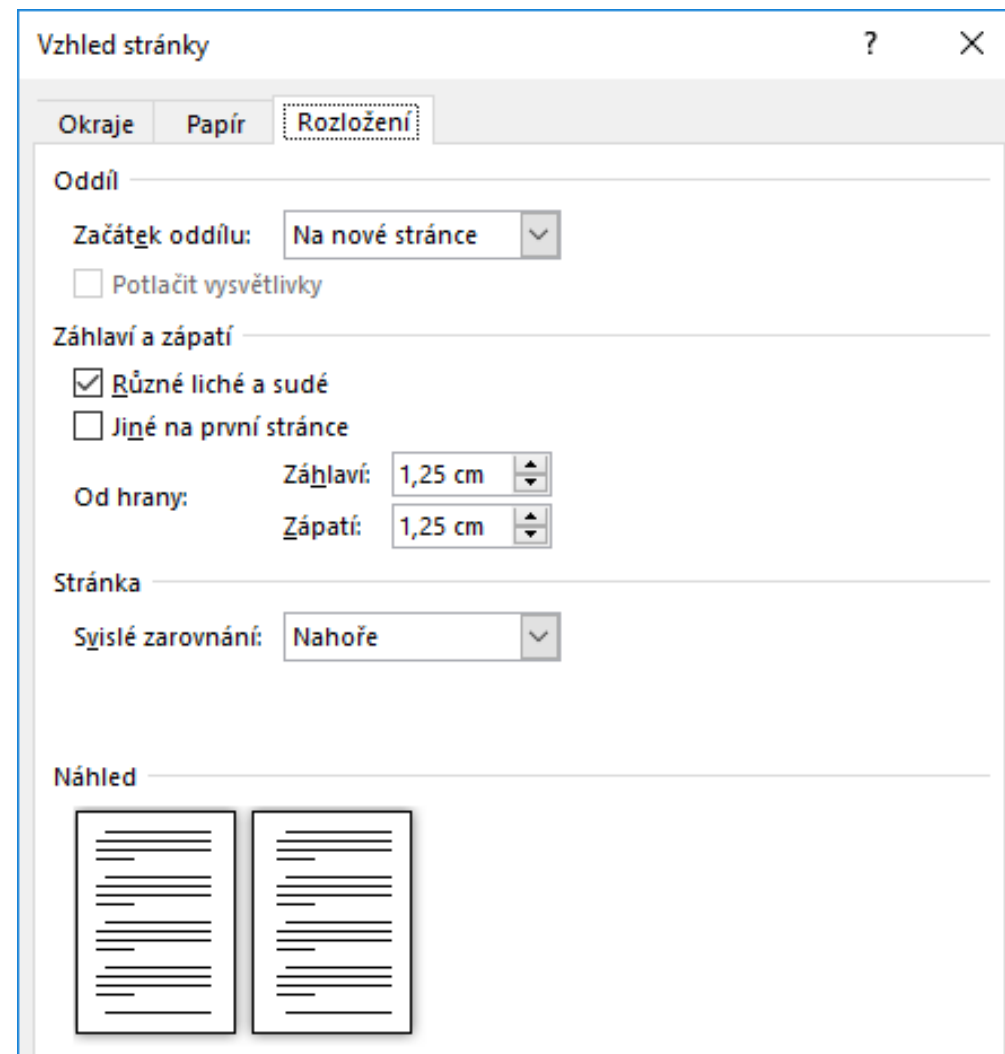 Vzhled stránky ?
Okraje Papír Rozložení
Oddíl
Začátek oddílu: Na nové stránce
Potlačit vysvětlivky
Záhlaví a zápatí
Různé liché a sudé
Jiné na první stránce
Od hrany:
Záhlaví: 1,25 cm
Zápatí: 1,25 cm
Stránka
Svislé zarovnání: Nahoře
Náhled